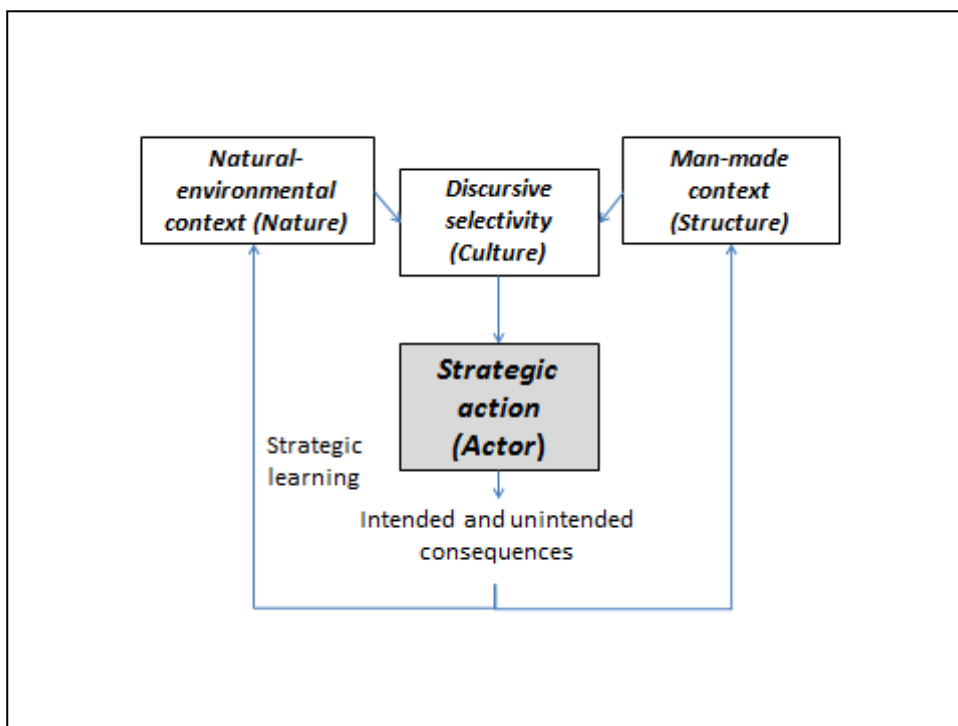 Natural-
environmental
context (Nature)
Discursive
selectivity
(Culture)
Man-made
context
(Structure)
Strategic
action
(Actor)
Strategic
learning
Intended and unintended
consequences